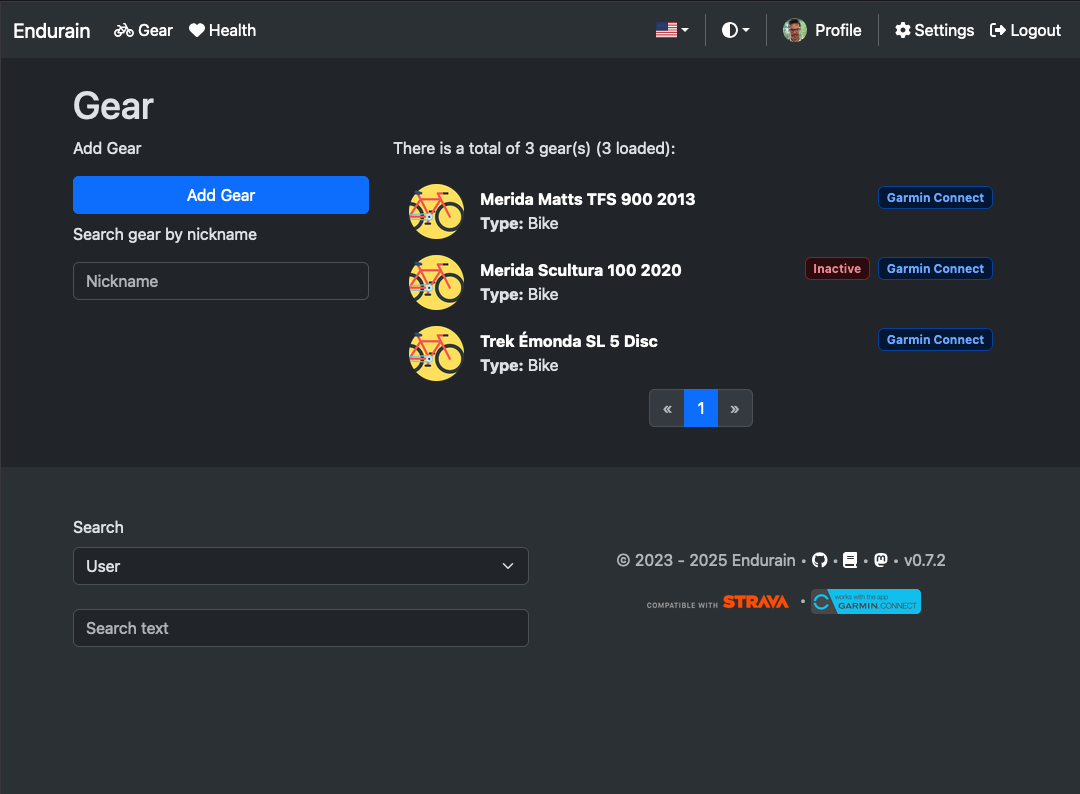 Endurain Gear Health Profile Settings Logout
Gear
Add Gear
Add Gear
Search gear by nickname
Nickname
There is a total of 3 gear(s) (3 loaded):
Merida Matts TFS 900 2013 Garmin Connect
Type: Bike
Merida Scultura 100 2020 Inactive Garmin Connect
Type: Bike
Trek Émonda SL 5 Disc Garmin Connect
Type: Bike
« 1 »
Search
User
Search text
© 2023 - 2025 Endurain • • • • v0.7.2
COMPATIBLE WITH STRAVA • works with the app
GARMIN. CONNECT